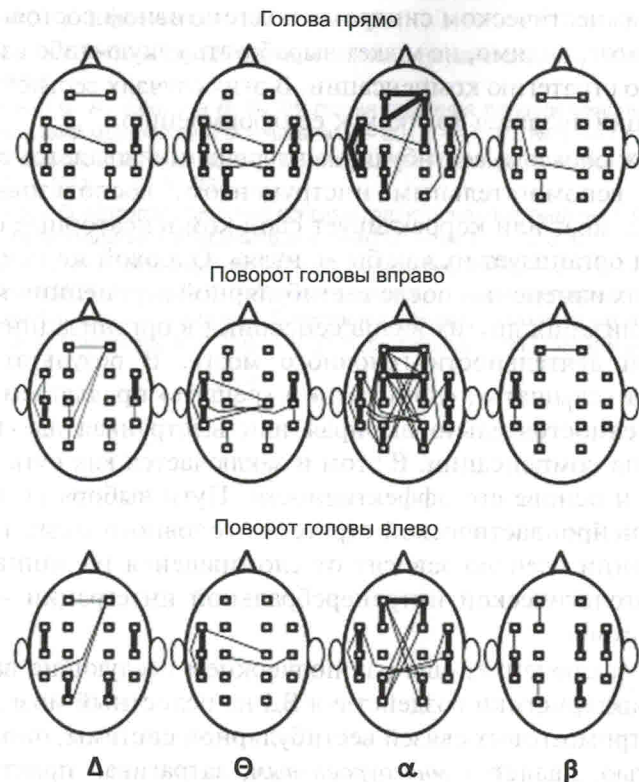 Голова прямо
Поворот головы вправо
Поворот головы влево
Δ Θ α β